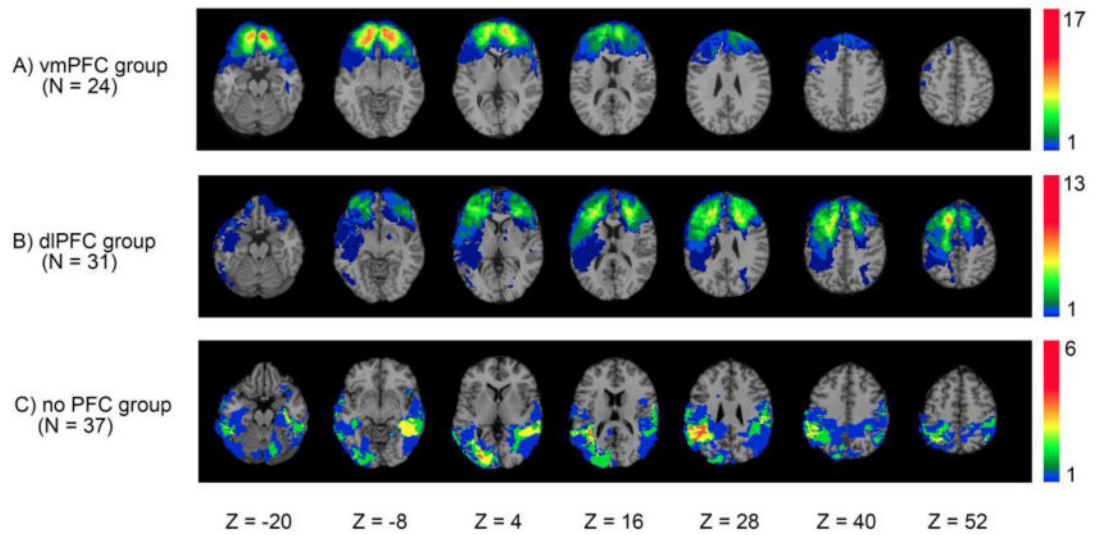 17
A) vmPFC group
(N = 24)
1
13
B) dlPFC group
(N = 31)
1
6
C) no PFC group
(N = 37)
1
Z = -20 Z = -8 Z = 4 Z = 16 Z = 28 Z = 40 Z = 52